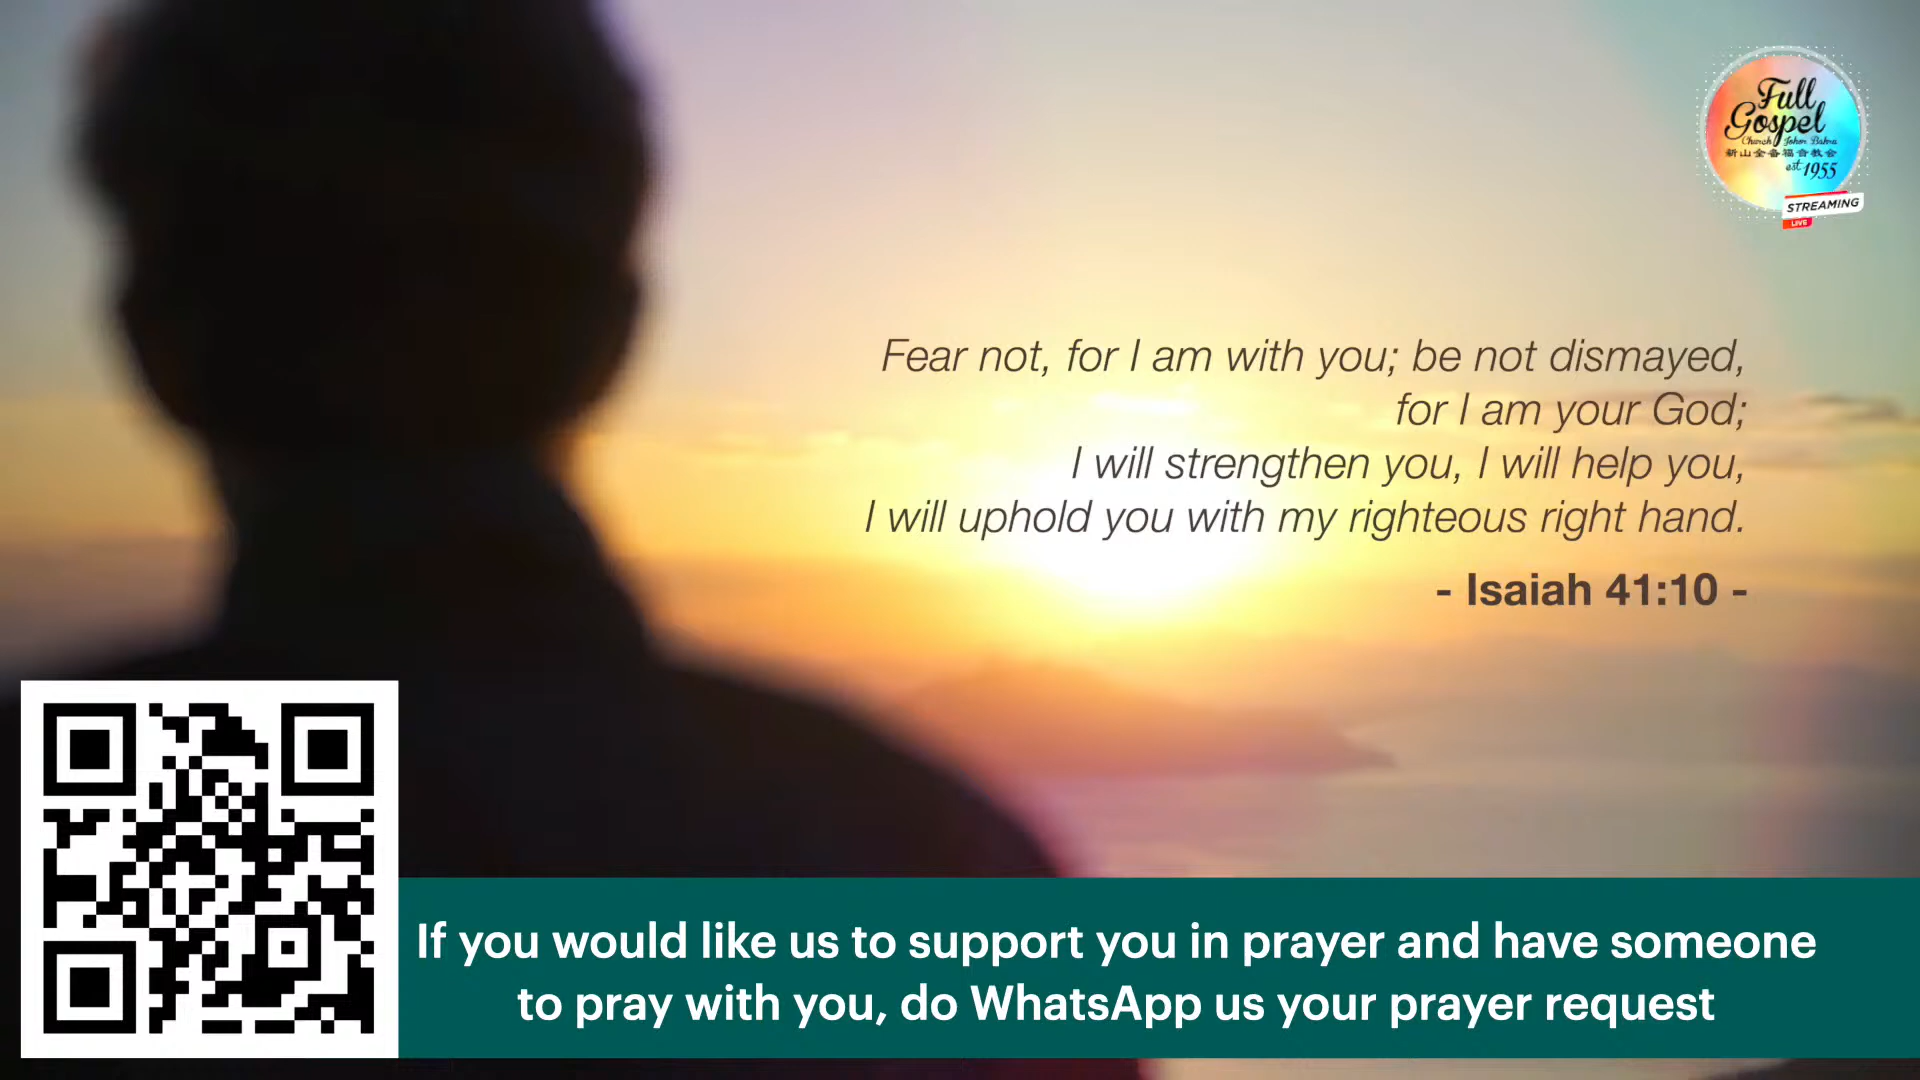 Full
Gospel
Church Johor Bahru
新山全备福音教会
est 1955
STREAMING
LIVE
Fear not, for I am with you; be not dismayed,
for I am your God;
I will strengthen you, I will help you,
I will uphold you with my righteous right hand.
- Isaiah 41:10 -
If you would like us to support you in prayer and have someone
to pray with you, do WhatsApp us your prayer request